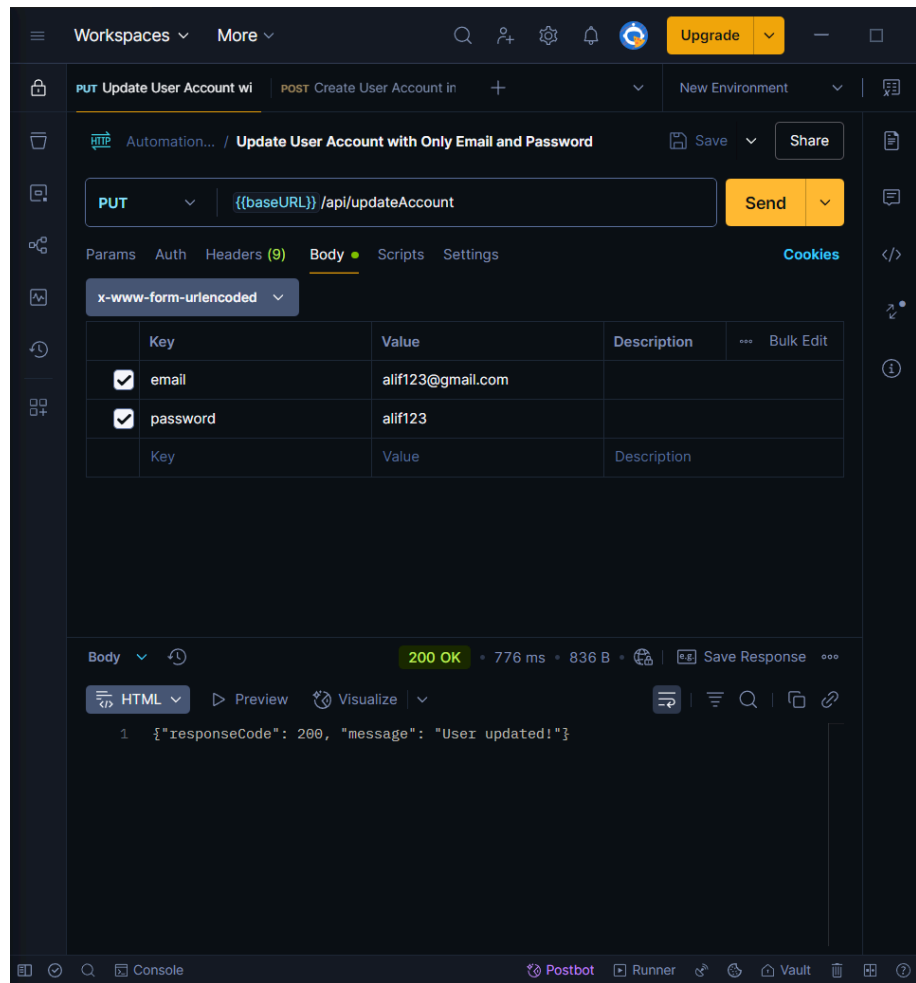 Workspaces More Upgrade
PUT Update User Account wi POST Create User Account in New Environment
HTTP Automation... / Update User Account with Only Email and Password Save Share
PUT {{baseURL}} /api/updateAccount Send
Params Auth Headers (9) Body Scripts Settings Cookies
x-www-form-urlencoded
Key Value Description Bulk Edit
email alif123@gmail.com
password alif123
Key Value Description
Body 200 OK • 776 ms • 836 B • e.g. Save Response
HTML Preview Visualize
1 {"responseCode": 200, "message": "User updated!"}
Console Postbot Runner Vault